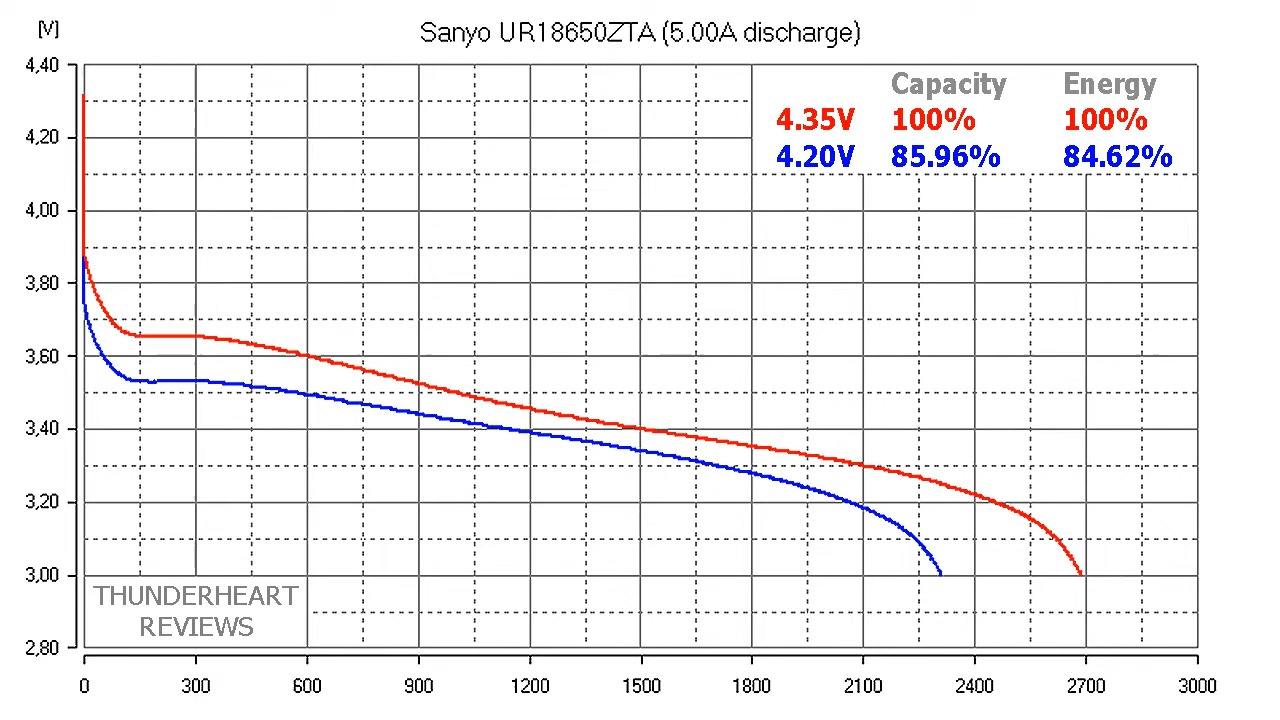 [V]
Sanyo UR18650ZTA (5.00A discharge)
4,40
4,20
4,00
3,80
3,60
3,40
3,20
3,00
2,80
Capacity Energy
4.35V 100% 100%
4.20V 85.96% 84.62%
THUNDERHEART
REVIEWS
0 300 600 900 1200 1500 1800 2100 2400 2700 3000